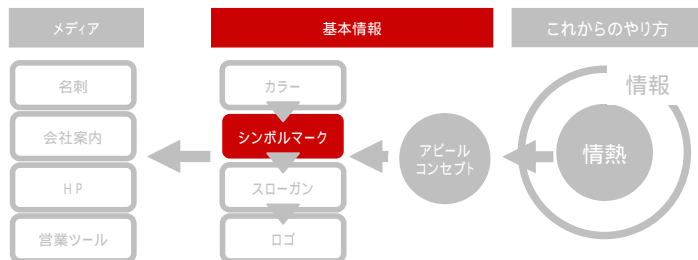 メディア
基本情報
これからのやり方
名刺
会社案内
HP
営業ツール
カラー
シンボルマーク
スローガン
ロゴ
アピール
コンセプト
情報
情熱